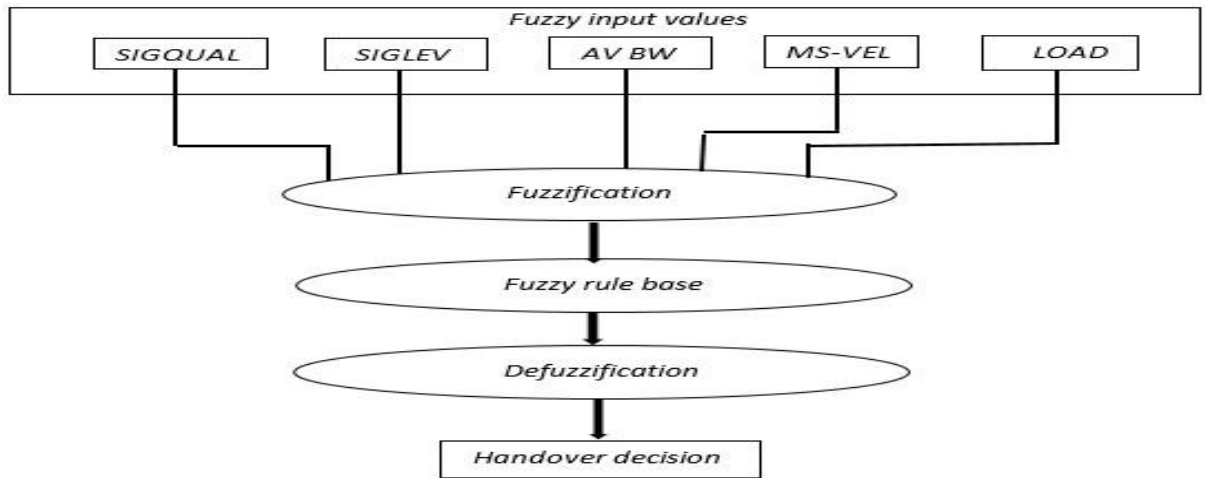 Fuzzy input values
SIGQUAL SIGLEV AV BW MS-VEL LOAD
Fuzzification
Fuzzy rule base
Defuzzification
Handover decision